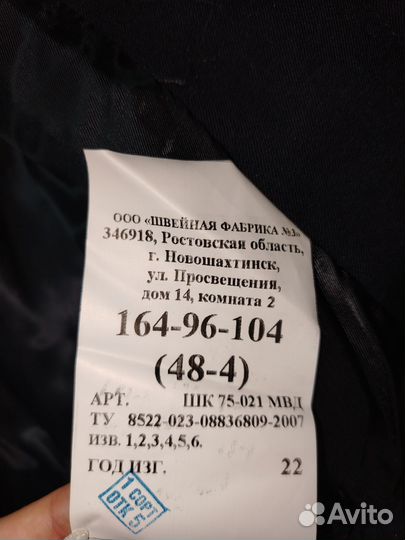 ООО «ШВЕЙНАЯ ФАБРИКА №3»
346918, Ростовская область,
г. Новошахтинск,
ул. Просвещения,
дом 14, комната 2
164-96-104
(48-4)
АРТ. ШК 75-021 МВД
ТУ 8522-023-08836809-2007
ИЗВ. 1,2,3,4,5,6.
ГОД ИЗГ. 22
1 СОРТ
ОТК-5
Avito